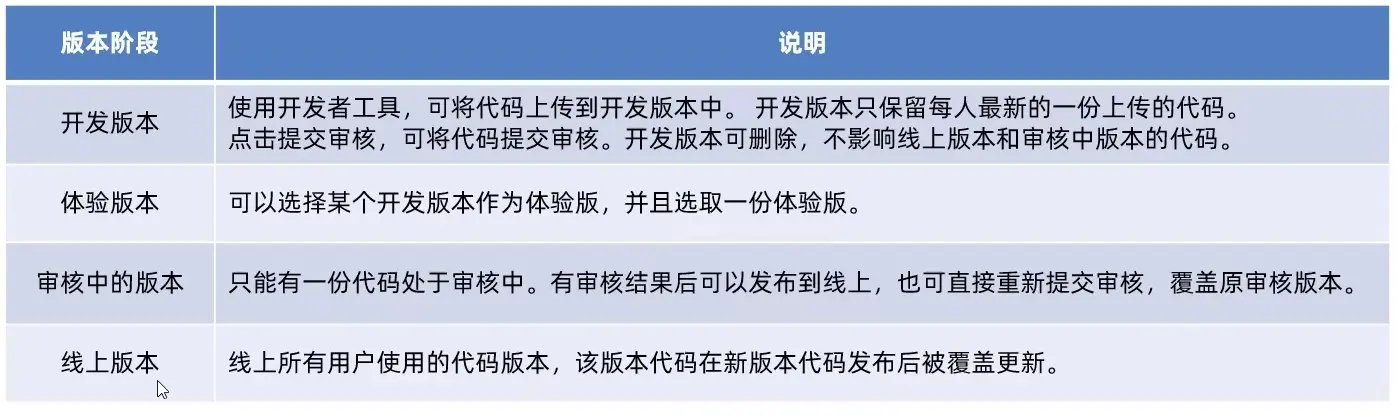 版本阶段
说明
开发版本
使用开发者工具，可将代码上传到开发版本中。 开发版本只保留每人最新的一份上传的代码。
点击提交审核，可将代码提交审核。开发版本可删除，不影响线上版本和审核中版本的代码。
体验版本
可以选择某个开发版本作为体验版，并且选取一份体验版。
审核中的版本
只能有一份代码处于审核中。有审核结果后可以发布到线上，也可直接重新提交审核，覆盖原审核版本。
线上版本
线上所有用户使用的代码版本，该版本代码在新版本代码发布后被覆盖更新。